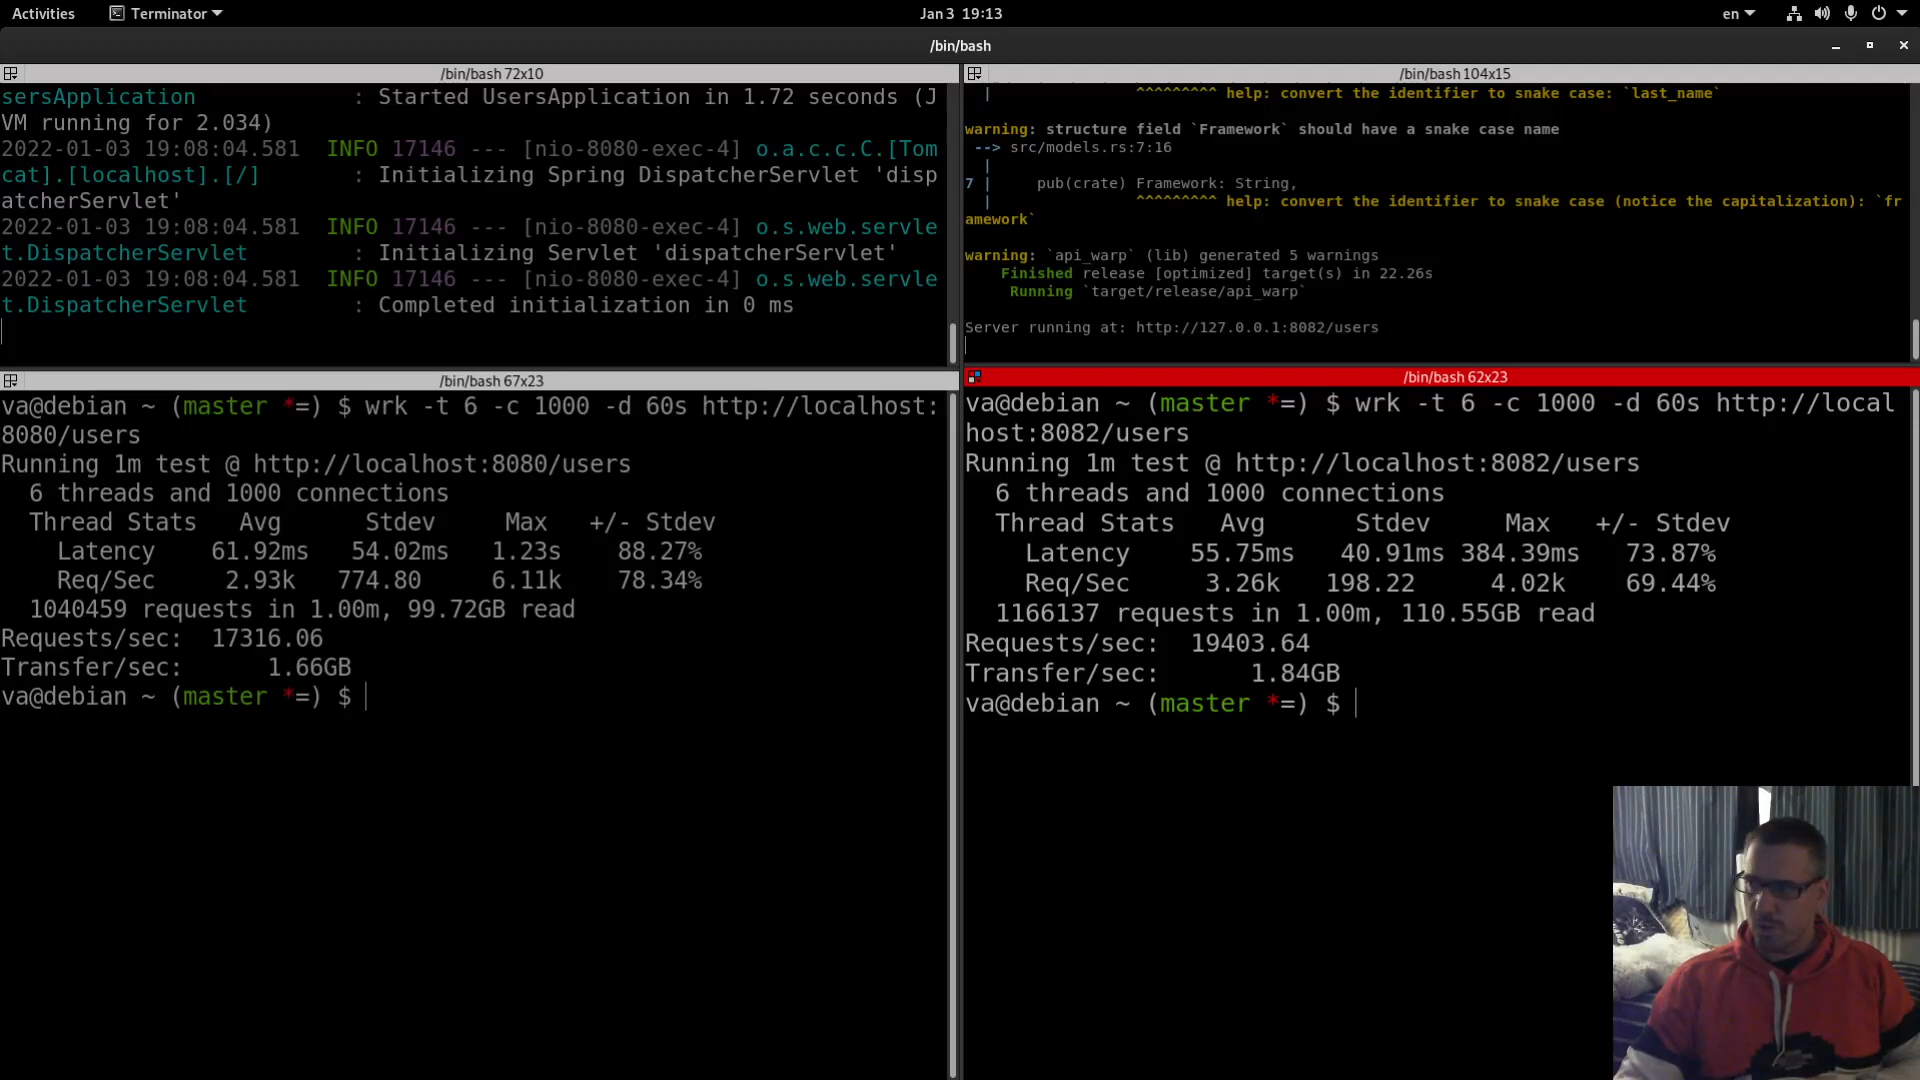 Activities Terminator Jan 3 19:13 en
/bin/bash
/bin/bash 72x10
sersApplication : Started UsersApplication in 1.72 seconds (J
VM running for 2.034)
2022-01-03 19:08:04.581 INFO 17146 --- [nio-8080-exec-4] o.a.c.c.C.[Tom
cat].[localhost].[/] : Initializing Spring DispatcherServlet 'disp
atcherServlet'
2022-01-03 19:08:04.581 INFO 17146 --- [nio-8080-exec-4] o.s.web.servle
t.DispatcherServlet : Initializing Servlet 'dispatcherServlet'
2022-01-03 19:08:04.581 INFO 17146 --- [nio-8080-exec-4] o.s.web.servle
t.DispatcherServlet : Completed initialization in 0 ms
/bin/bash 104x15
| ^^^^^^^^^ help: convert the identifier to snake case: `last_name`
warning: structure field `Framework` should have a snake case name
--> src/models.rs:7:16
|
7 | pub(crate) Framework: String,
| ^^^^^^^^^ help: convert the identifier to snake case (notice the capitalization): `fr
amework`
warning: `api_warp` (lib) generated 5 warnings
Finished release [optimized] target(s) in 22.26s
Running `target/release/api_warp`
Server running at: http://127.0.0.1:8082/users
/bin/bash 67x23
va@debian ~ (master *=) $ wrk -t 6 -c 1000 -d 60s http://localhost:
8080/users
Running 1m test @ http://localhost:8080/users
6 threads and 1000 connections
Thread Stats Avg Stdev Max +/- Stdev
Latency 61.92ms 54.02ms 1.23s 88.27%
Req/Sec 2.93k 774.80 6.11k 78.34%
1040459 requests in 1.00m, 99.72GB read
Requests/sec: 17316.06
Transfer/sec: 1.66GB
va@debian ~ (master *=) $
/bin/bash 62x23
va@debian ~ (master *=) $ wrk -t 6 -c 1000 -d 60s http://local
host:8082/users
Running 1m test @ http://localhost:8082/users
6 threads and 1000 connections
Thread Stats Avg Stdev Max +/- Stdev
Latency 55.75ms 40.91ms 384.39ms 73.87%
Req/Sec 3.26k 198.22 4.02k 69.44%
1166137 requests in 1.00m, 110.55GB read
Requests/sec: 19403.64
Transfer/sec: 1.84GB
va@debian ~ (master *=) $